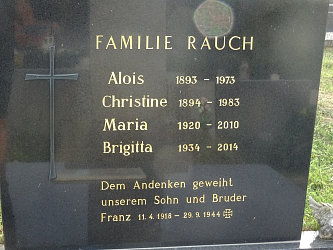 FAMILIE RAUCH
Alois 1893 - 1973
Christine 1894 - 1983
Maria 1920 - 2010
Brigitta 1934 - 2014
Dem Andenken geweiht
unserem Sohn und Bruder
Franz 11. 4. 1918 - 29. 9. 1944